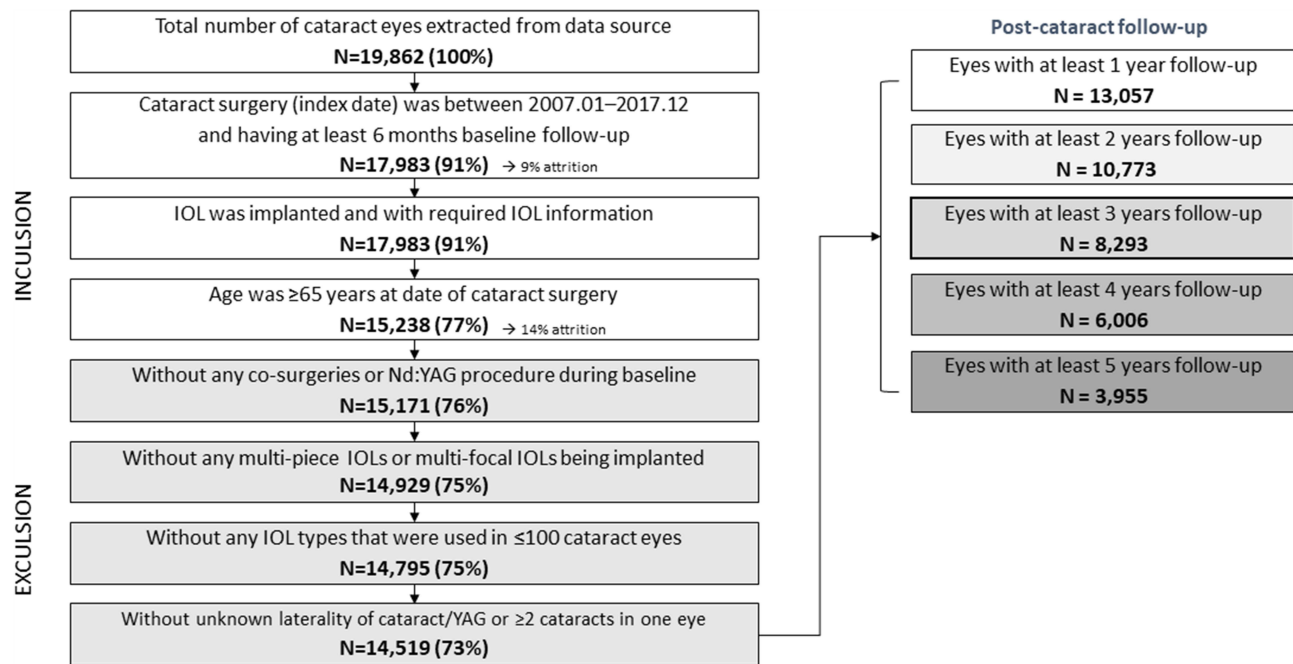 Total number of cataract eyes extracted from data source
N=19,862 (100%)
Cataract surgery (index date) was between 2007.01–2017.12
and having at least 6 months baseline follow-up
N=17,983 (91%) → 9% attrition
IOL was implanted and with required IOL information
N=17,983 (91%)
Age was ≥65 years at date of cataract surgery
N=15,238 (77%) → 14% attrition
INCULSION
Without any co-surgeries or Nd:YAG procedure during baseline
N=15,171 (76%)
Without any multi-piece IOLs or multi-focal IOLs being implanted
N=14,929 (75%)
Without any IOL types that were used in ≤100 cataract eyes
N=14,795 (75%)
Without unknown laterality of cataract/YAG or ≥2 cataracts in one eye
N=14,519 (73%)
EXCULSION
Post-cataract follow-up
Eyes with at least 1 year follow-up
N = 13,057
Eyes with at least 2 years follow-up
N = 10,773
Eyes with at least 3 years follow-up
N = 8,293
Eyes with at least 4 years follow-up
N = 6,006
Eyes with at least 5 years follow-up
N = 3,955